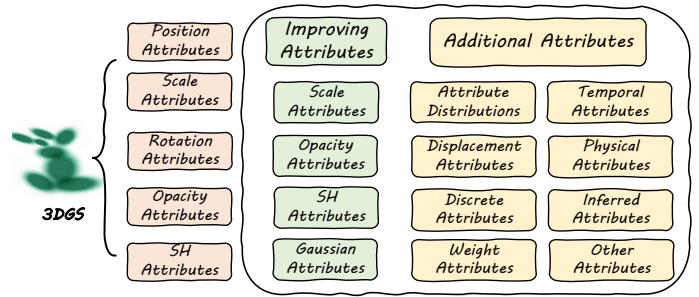 Position
Attributes
Scale
Attributes
Rotation
Attributes
Opacity
Attributes
SH
Attributes
3DGS
Improving
Attributes
Scale
Attributes
Opacity
Attributes
SH
Attributes
Gaussian
Attributes
Additional Attributes
Attribute
Distributions
Temporal
Attributes
Displacement
Attributes
Physical
Attributes
Discrete
Attributes
Inferred
Attributes
Weight
Attributes
Other
Attributes